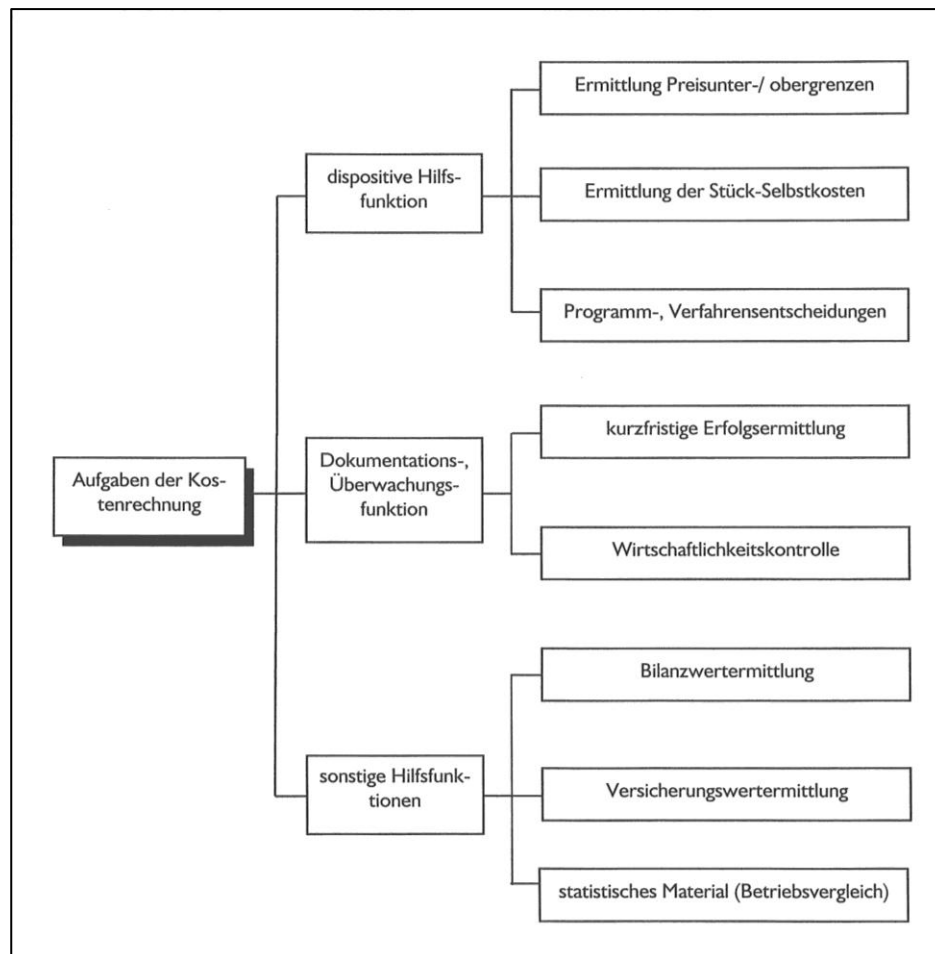 Ermittlung Preisunter-/ obergrenzen
dispositive Hilfs-
funktion
Ermittlung der Stück-Selbstkosten
Programm-, Verfahrensentscheidungen
kurzfristige Erfolgsermittlung
Aufgaben der Kos-
tenrechnung
Dokumentations-,
Überwachungs-
funktion
Wirtschaftlichkeitskontrolle
Bilanzwertermittlung
sonstige Hilfsfunk-
tionen
Versicherungswertermittlung
statistisches Material (Betriebsvergleich)